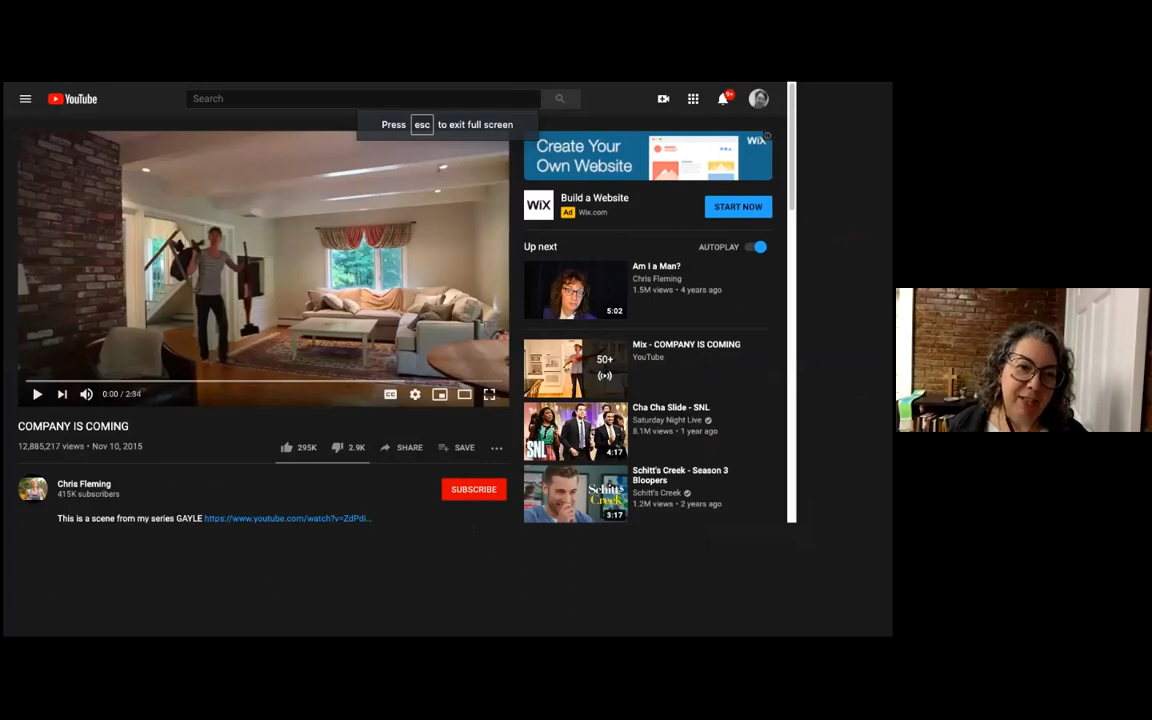 YouTube
Search
9+
Press esc to exit full screen
Create Your
Own Website
WiX
WiX
Build a Website
Ad Wix.com
START NOW
Up next
AUTOPLAY
Am I a Man?
Chris Fleming
1.5M views • 4 years ago
5:02
Mix - COMPANY IS COMING
YouTube
50+
Cha Cha Slide - SNL
Saturday Night Live
8.1M views • 1 year ago
SNL
4:17
Schitt's Creek - Season 3
Bloopers
Schitt's Creek
1.2M views • 2 years ago
Schitt's
Creek
3:17
0:00 / 2:34
CC
COMPANY IS COMING
12,885,217 views • Nov 10, 2015
295K
2.9K
SHARE
SAVE
Chris Fleming
415K subscribers
SUBSCRIBE
This is a scene from my series GAYLE https://www.youtube.com/watch?v=ZdPdi...